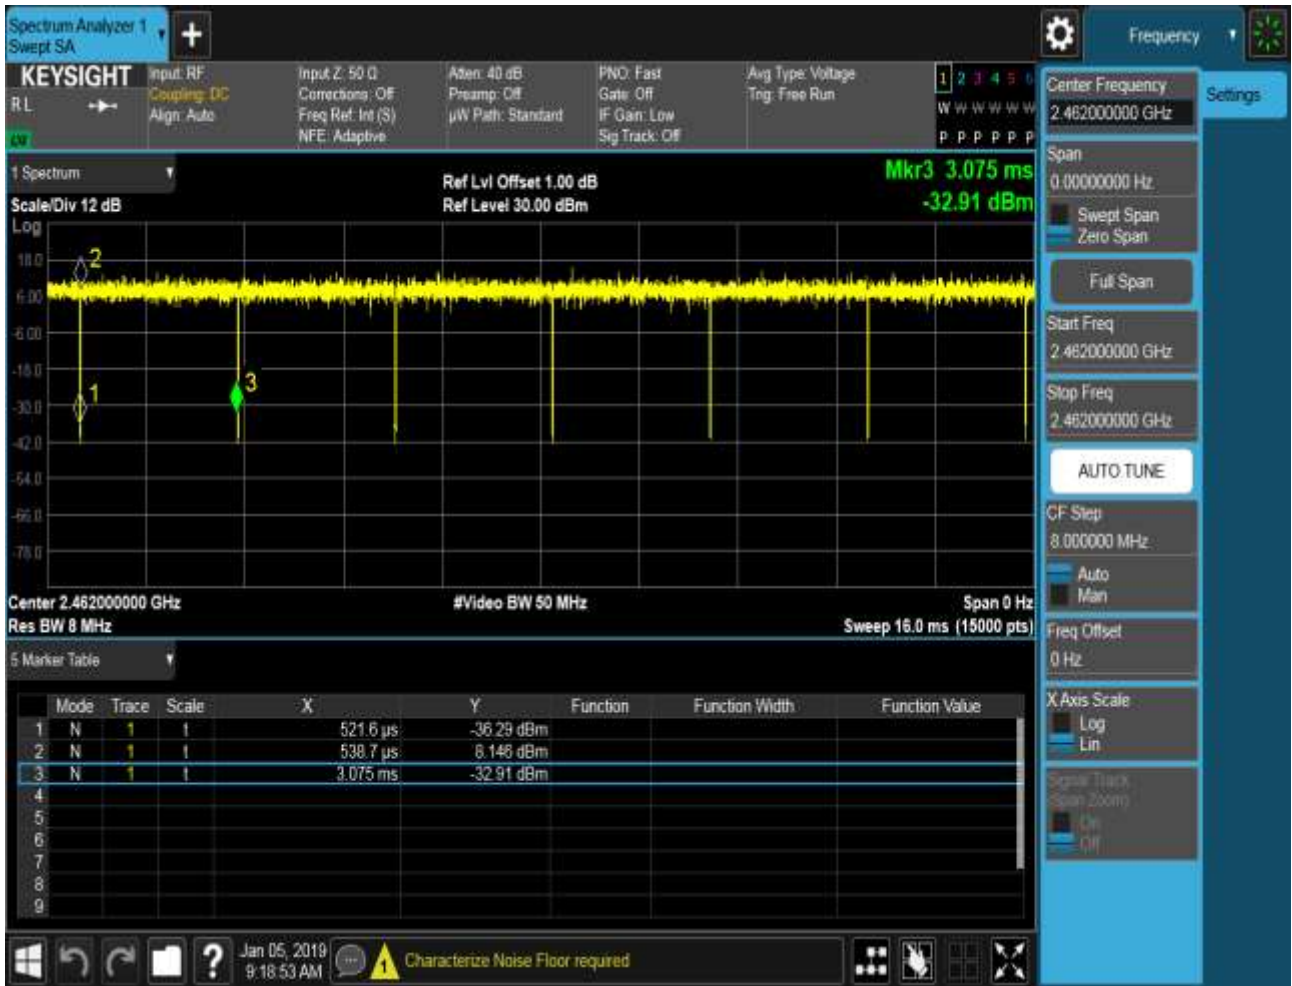 Spectrum Analyzer 1
Swept SA
Frequency
KEYSIGHT
RL
Input: RF
Coupling: DC
Align: Auto
Input Z: 50 Ω
Corrections: Off
Freq Ref: Int (S)
NFE: Adaptive
Atten: 40 dB
Preamp: Off
µW Path: Standard
PNO: Fast
Gate: Off
IF Gain: Low
Sig Track: Off
Avg Type: Voltage
Trig: Free Run
1 2 3 4 5 6
W W W W W W
P P P P P P
1 Spectrum
Scale/Div 12 dB
Ref Lvl Offset 1.00 dB
Ref Level 30.00 dBm
Mkr3 3.075 ms
-32.91 dBm
Log
18.0
6.00
-6.00
-18.0
-30.0
-42.0
-54.0
-66.0
-78.0
2
1
3
Center 2.462000000 GHz
Res BW 8 MHz
#Video BW 50 MHz
Span 0 Hz
Sweep 16.0 ms (15000 pts)
5 Marker Table
Mode Trace Scale X Y Function Function Width Function Value
1 N 1 t 521.6 µs -36.29 dBm
2 N 1 t 538.7 µs 8.146 dBm
3 N 1 t 3.075 ms -32.91 dBm
4
5
6
7
8
9
Jan 05, 2019
9:18:53 AM
1
Characterize Noise Floor required
Settings
Center Frequency
2.462000000 GHz
Span
0.00000000 Hz
Swept Span
Zero Span
Full Span
Start Freq
2.462000000 GHz
Stop Freq
2.462000000 GHz
AUTO TUNE
CF Step
8.000000 MHz
Auto
Man
Freq Offset
0 Hz
X Axis Scale
Log
Lin
Signal Track
(Span Zoom)
On
Off